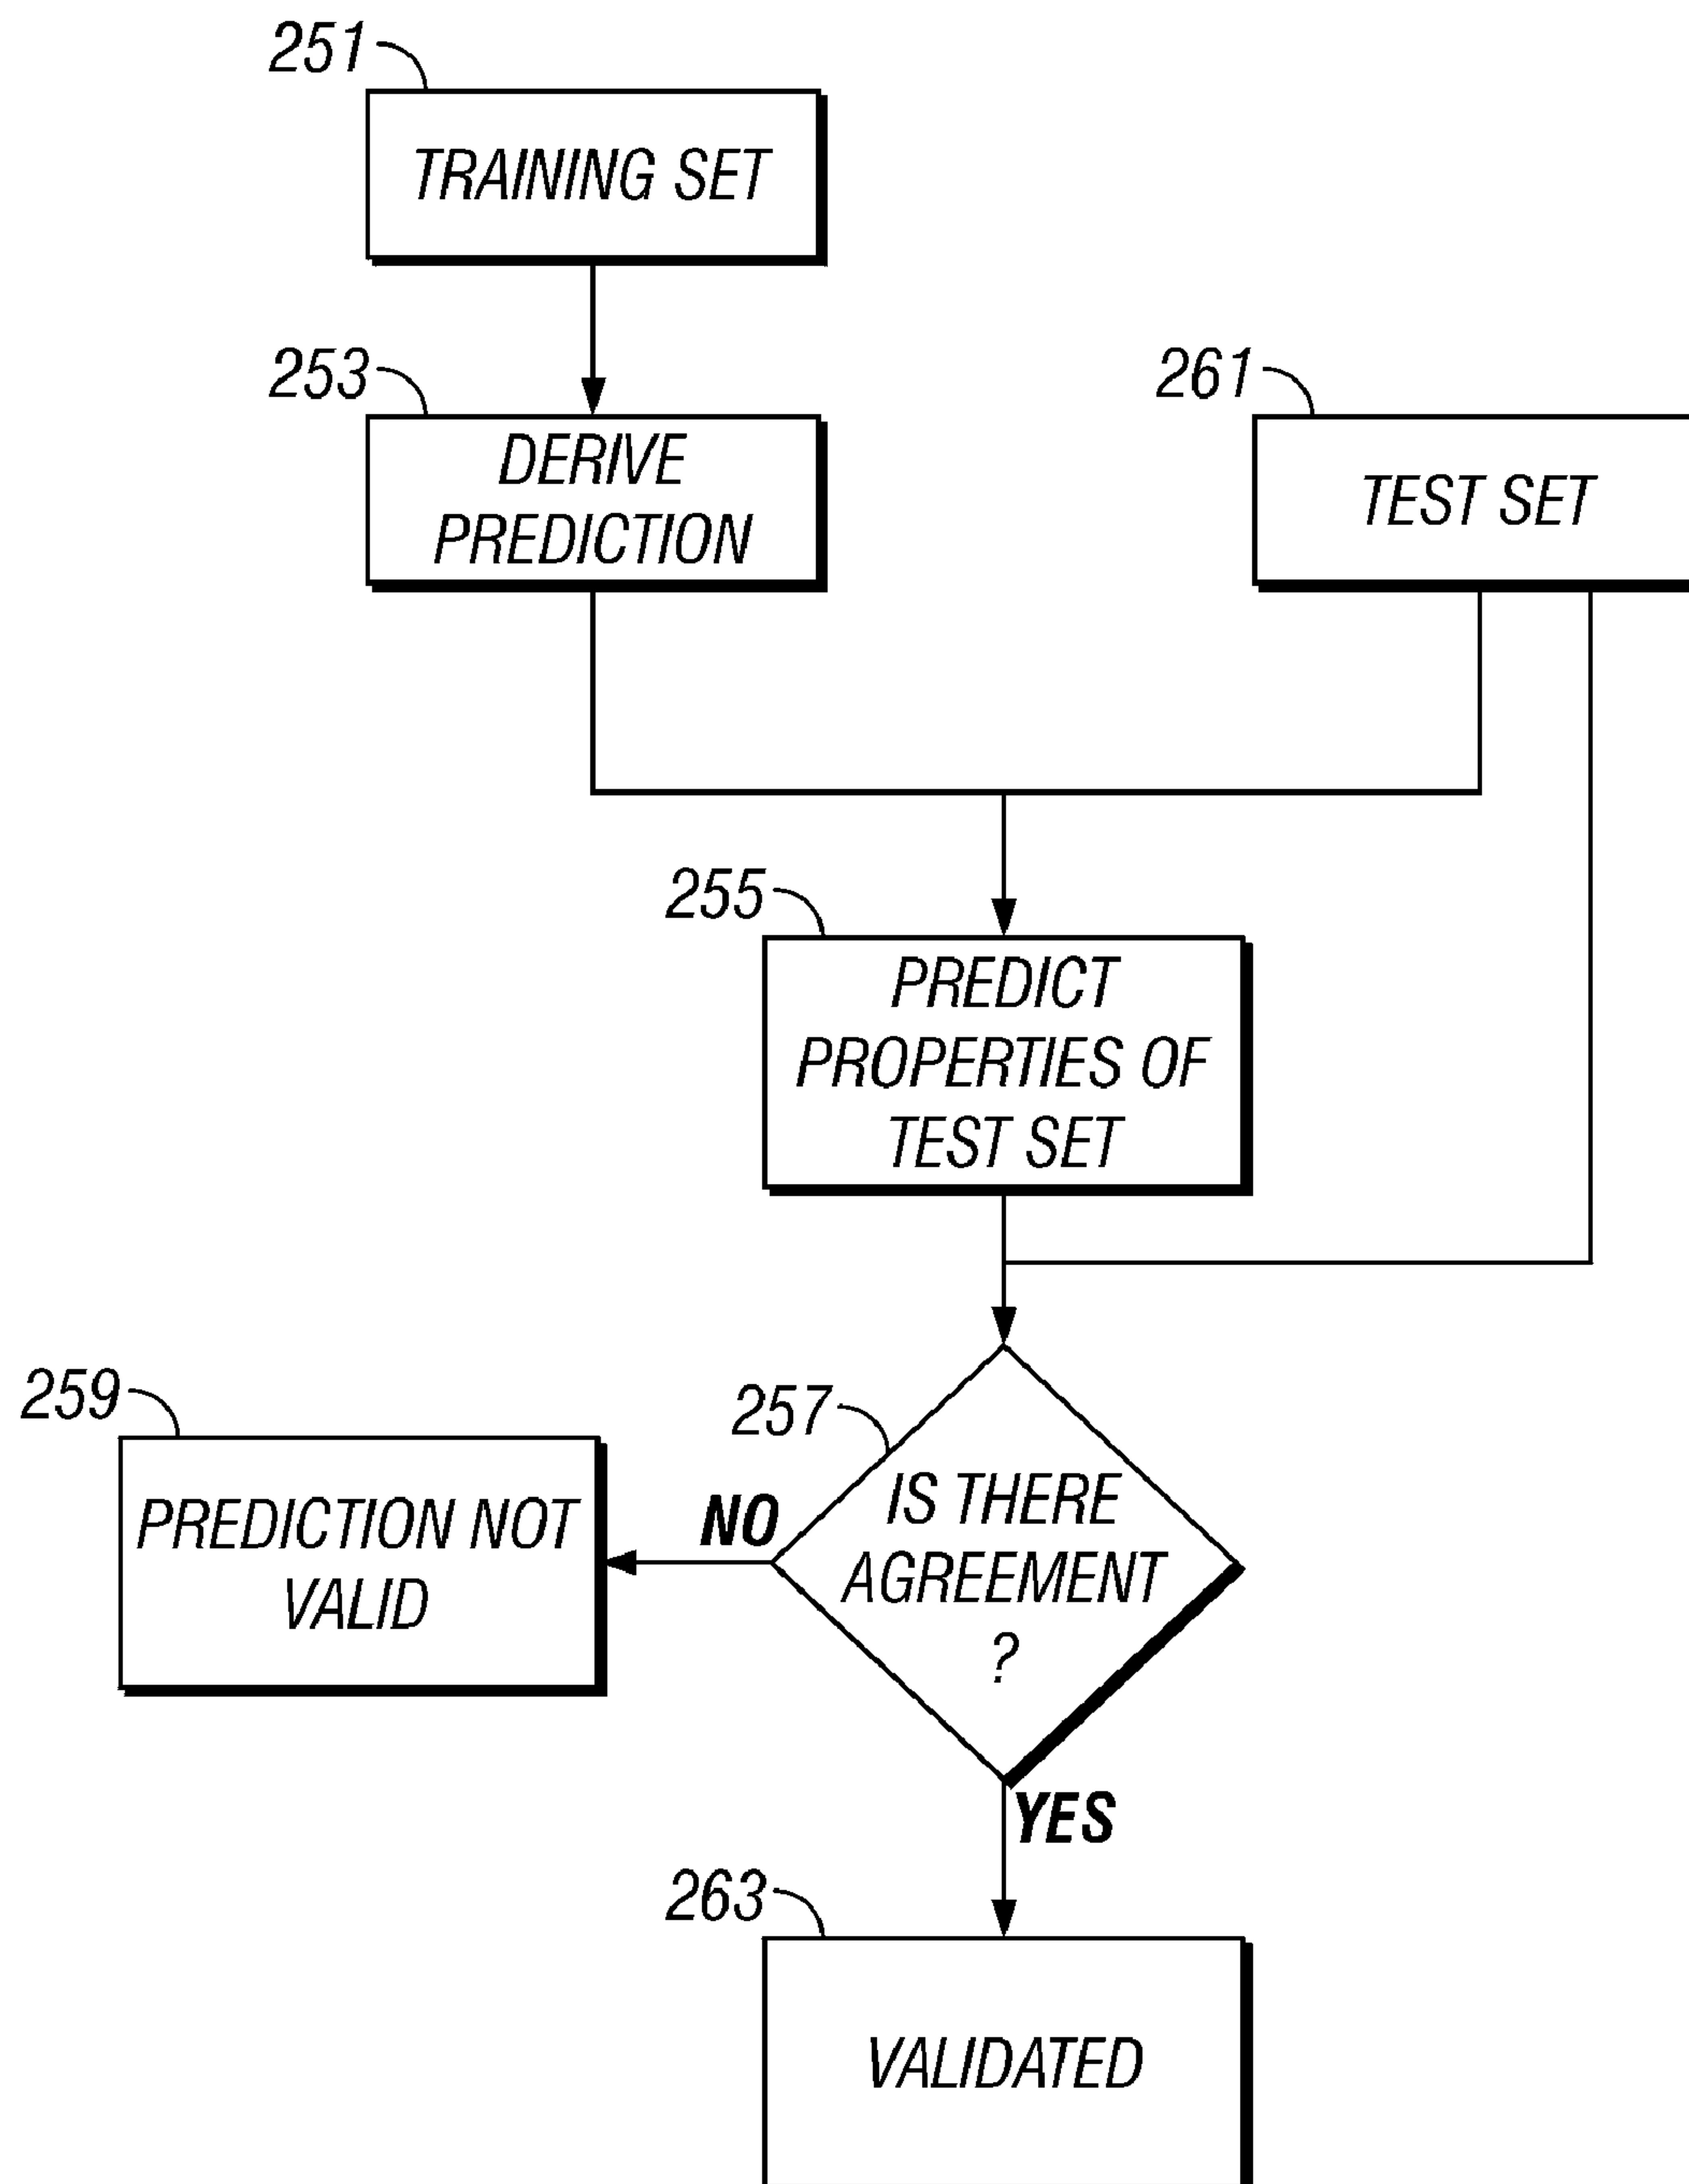 251
TRAINING SET
253
DERIVE
PREDICTION
261
TEST SET
255
PREDICT
PROPERTIES OF
TEST SET
259
PREDICTION NOT
VALID
257
NO
IS THERE
AGREEMENT
?
YES
263
VALIDATED